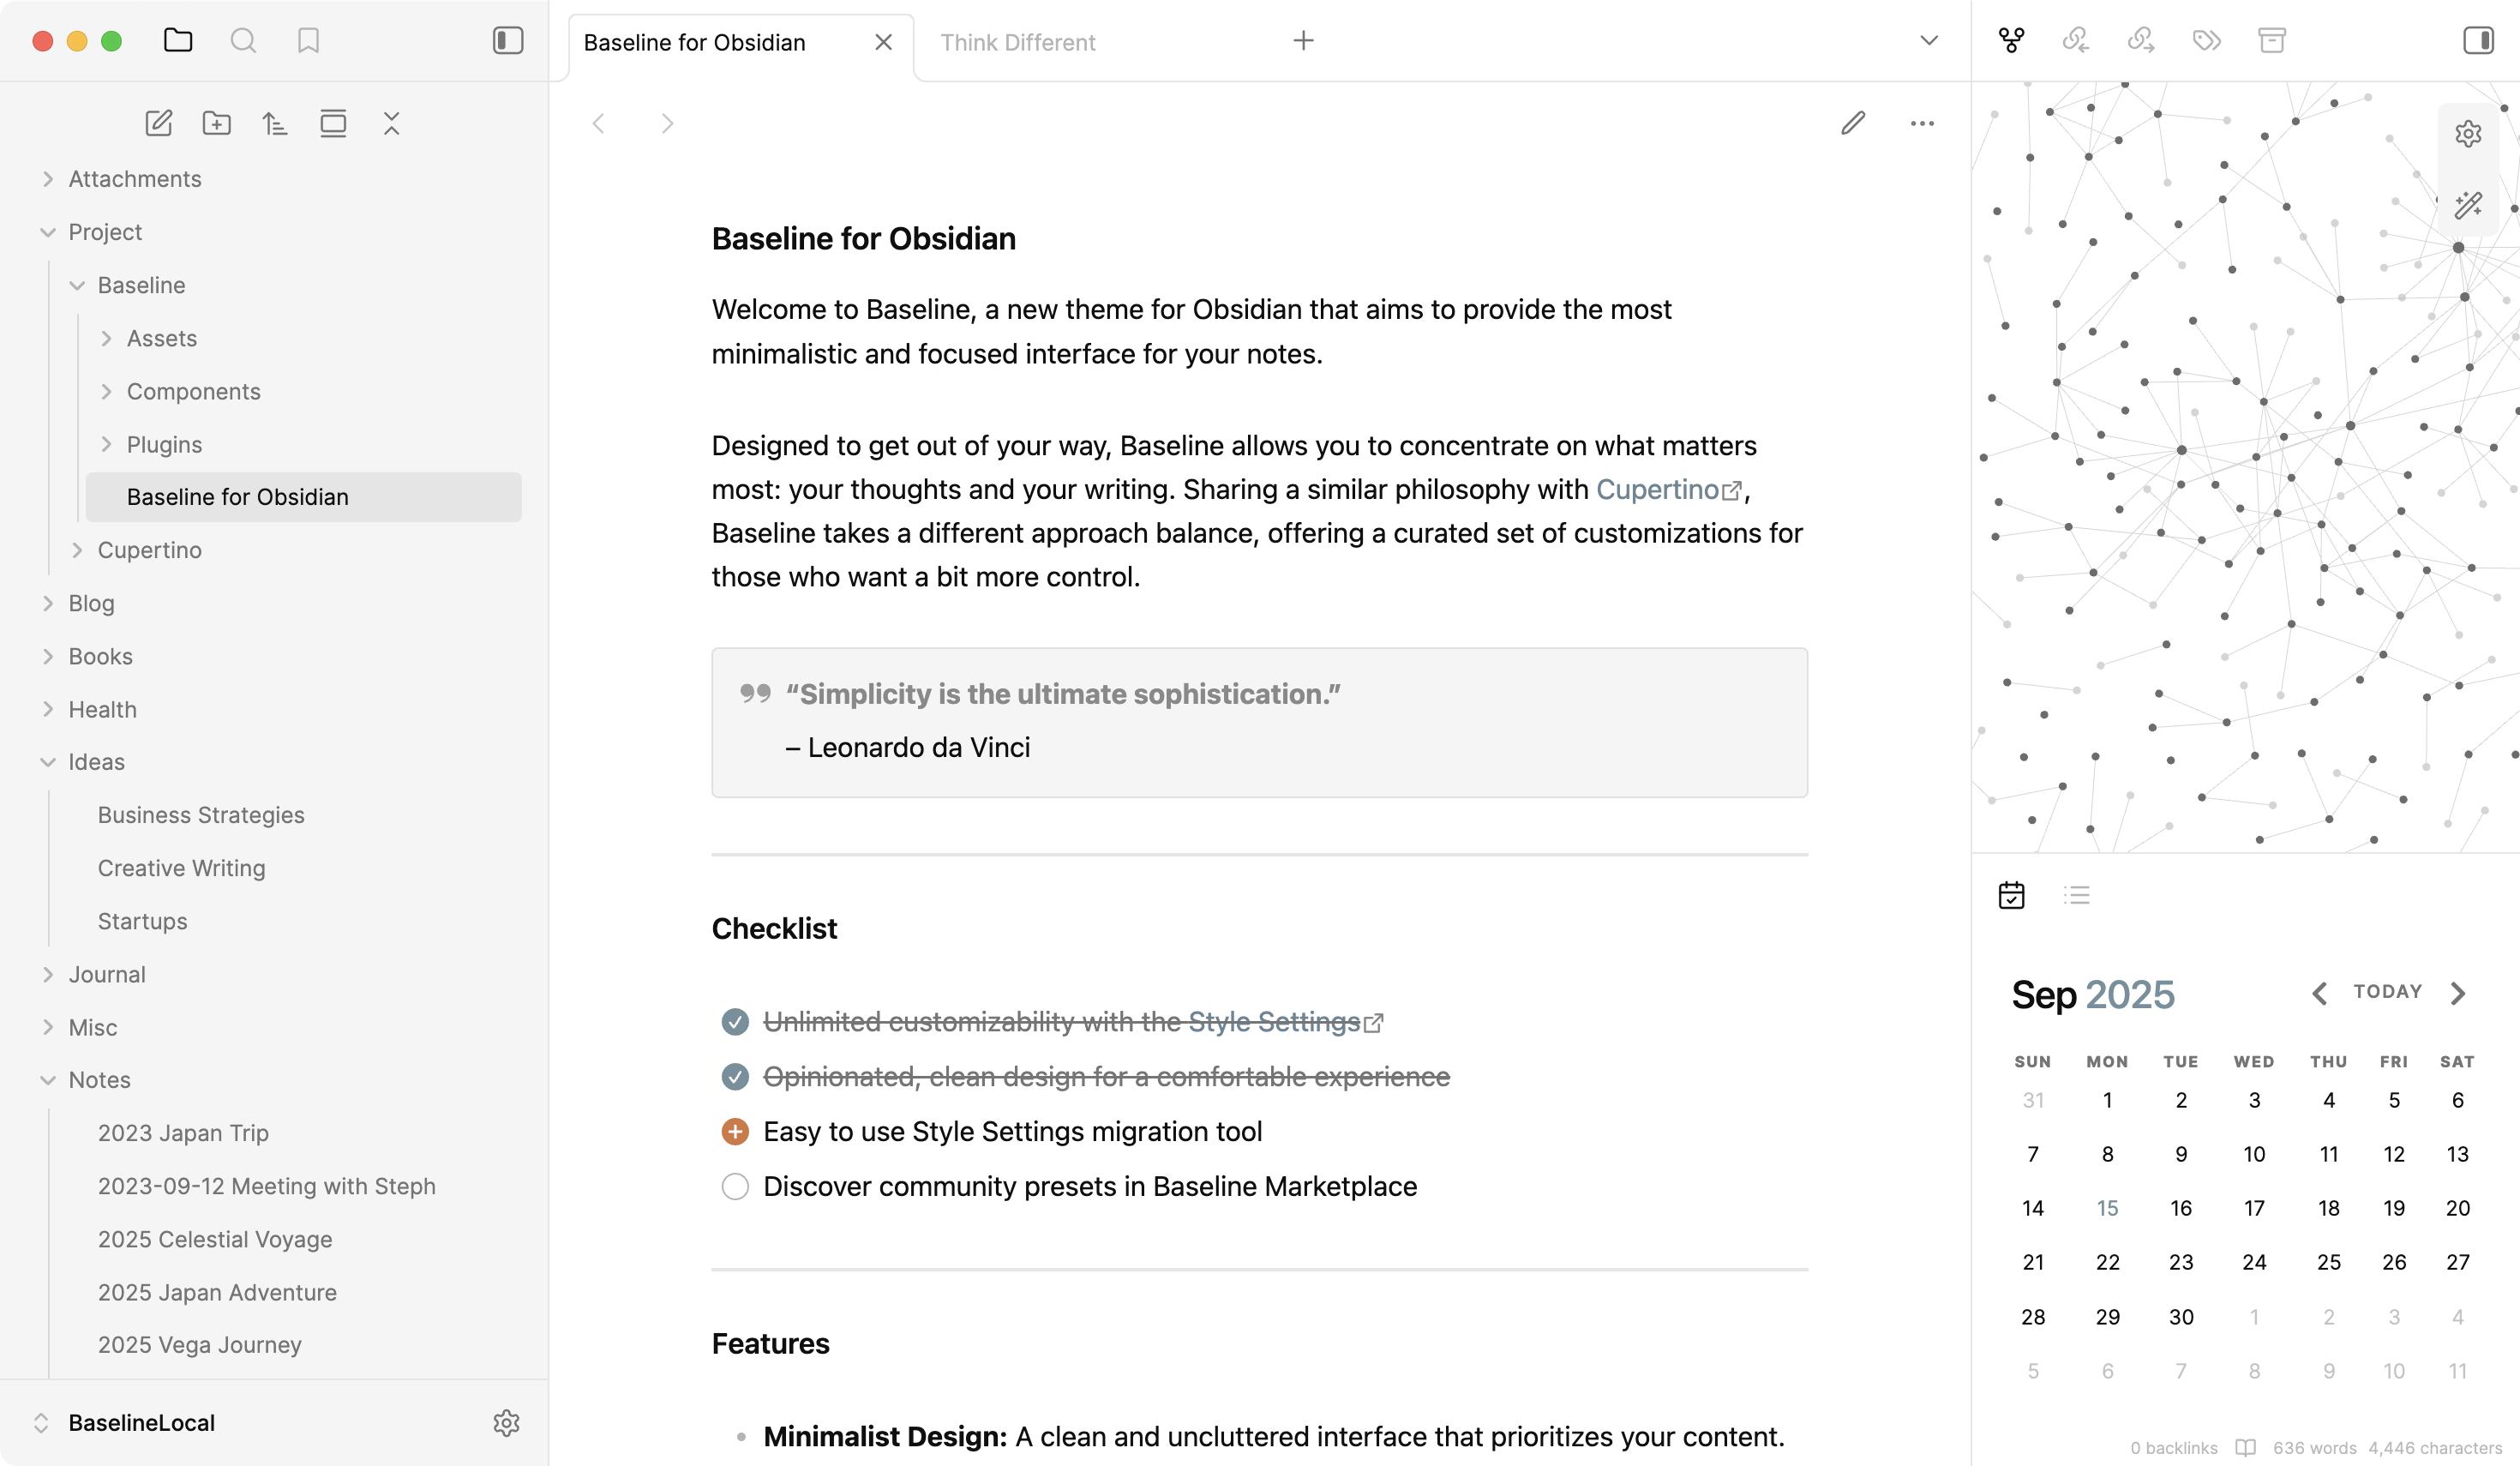 Baseline for Obsidian
Think Different
Attachments
Project
Baseline
Assets
Components
Plugins
Baseline for Obsidian
Cupertino
Blog
Books
Health
Ideas
Business Strategies
Creative Writing
Startups
Journal
Misc
Notes
2023 Japan Trip
2023-09-12 Meeting with Steph
2025 Celestial Voyage
2025 Japan Adventure
2025 Vega Journey
BaselineLocal
Baseline for Obsidian
Welcome to Baseline, a new theme for Obsidian that aims to provide the most
minimalistic and focused interface for your notes.
Designed to get out of your way, Baseline allows you to concentrate on what matters
most: your thoughts and your writing. Sharing a similar philosophy with Cupertino,
Baseline takes a different approach balance, offering a curated set of customizations for
those who want a bit more control.
“Simplicity is the ultimate sophistication.”
– Leonardo da Vinci
Checklist
Unlimited customizability with the Style Settings
Opinionated, clean design for a comfortable experience
Easy to use Style Settings migration tool
Discover community presets in Baseline Marketplace
Features
• Minimalist Design: A clean and uncluttered interface that prioritizes your content.
Sep 2025
TODAY
SUN MON TUE WED THU FRI SAT
31 1 2 3 4 5 6
7 8 9 10 11 12 13
14 15 16 17 18 19 20
21 22 23 24 25 26 27
28 29 30 1 2 3 4
5 6 7 8 9 10 11
0 backlinks 636 words 4,446 characters